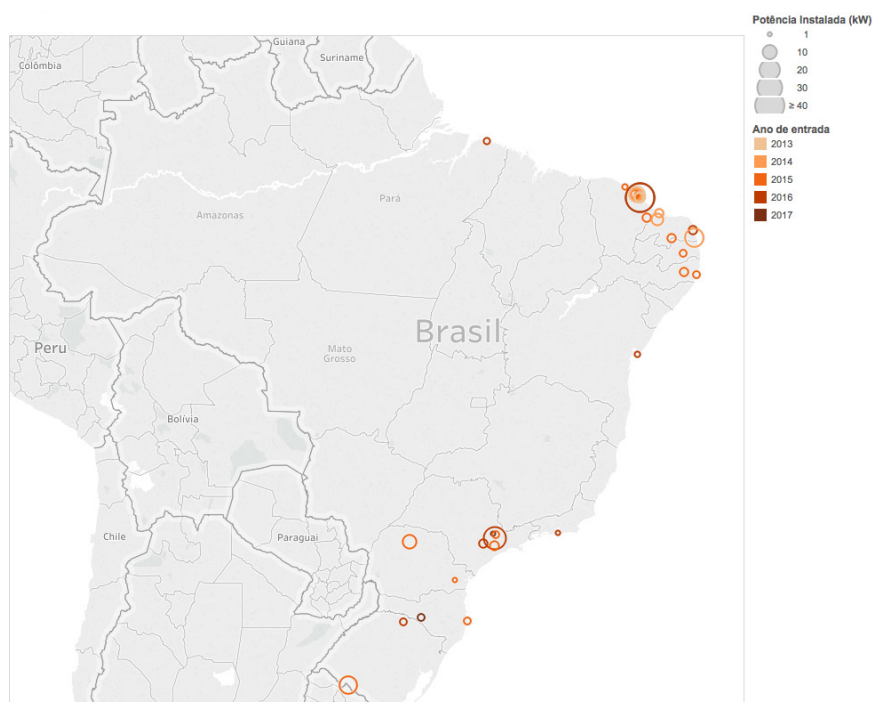 Potência Instalada (kW)
1
10
20
30
≥ 40
Ano de entrada
2013
2014
2015
2016
2017
Guiana
Suriname
Colômbia
Pará
Amazonas
Brasil
Peru
Mato
Grosso
Bolívia
Chile
Paraguai